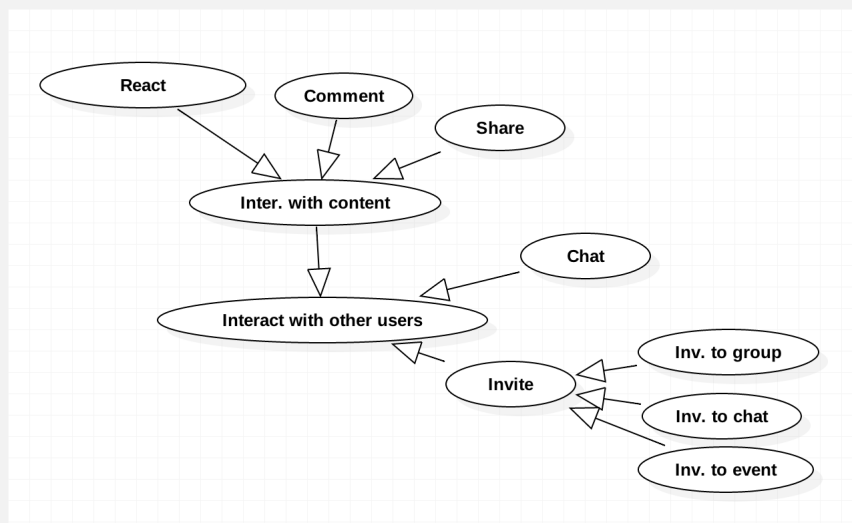 React
Comment
Share
Inter. with content
Chat
Interact with other users
Inv. to group
Invite
Inv. to chat
Inv. to event